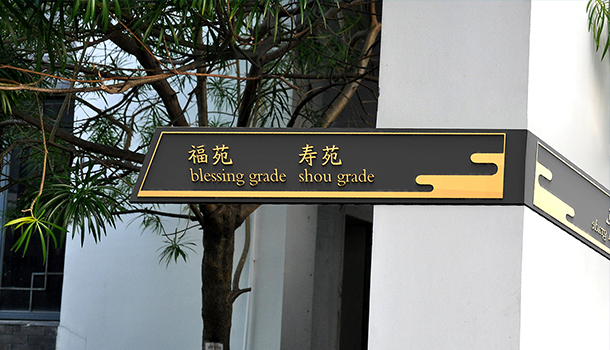 福苑 寿苑
blessing grade shou grade